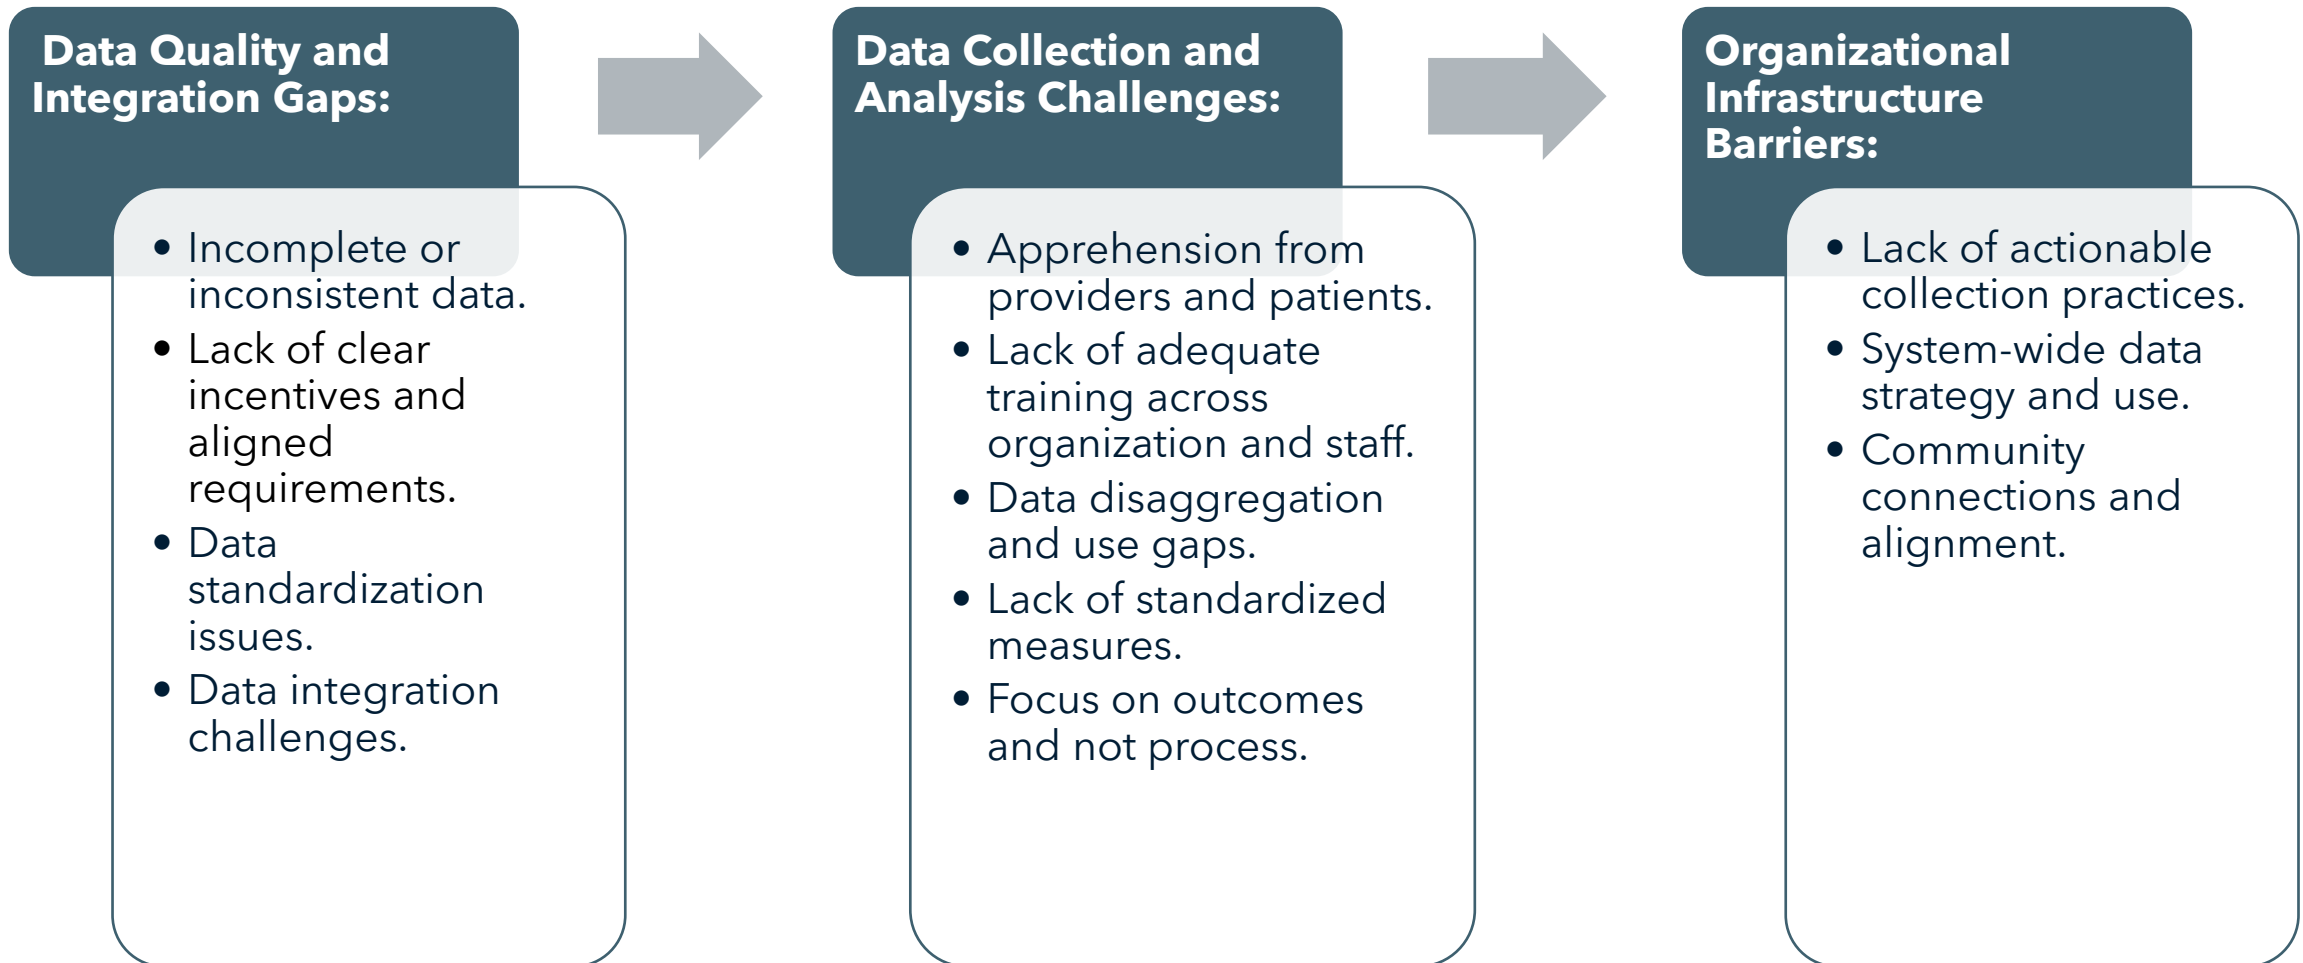 Data Quality and
Integration Gaps:
• Incomplete or
inconsistent data.
• Lack of clear
incentives and
aligned
requirements.
• Data
standardization
issues.
• Data integration
challenges.
Data Collection and
Analysis Challenges:
• Apprehension from
providers and patients.
• Lack of adequate
training across
organization and staff.
• Data disaggregation
and use gaps.
• Lack of standardized
measures.
• Focus on outcomes
and not process.
Organizational
Infrastructure
Barriers:
• Lack of actionable
collection practices.
• System-wide data
strategy and use.
• Community
connections and
alignment.